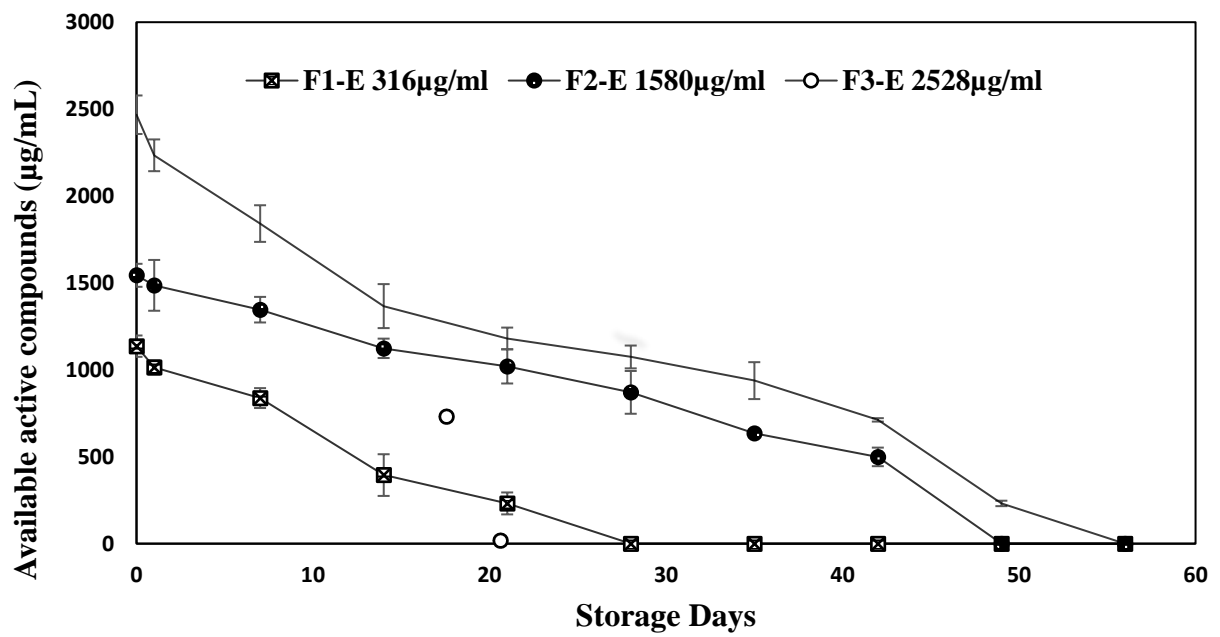 3000
2500
2000
1500
1000
500
0
Available active compounds (µg/mL)
F1-E 316µg/ml F2-E 1580µg/ml F3-E 2528µg/ml
0 10 20 30 40 50 60
Storage Days